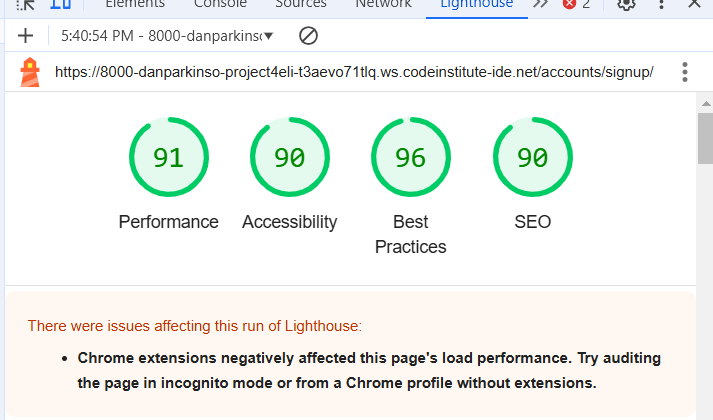 Elements Console Sources Network Lighthouse 2
5:40:54 PM - 8000-danparkins
https://8000-danparkinso-project4eli-t3aevo71tlq.ws.codeinstitute-ide.net/accounts/signup/
91 90 96 90
Performance Accessibility Best Practices SEO
There were issues affecting this run of Lighthouse:
• Chrome extensions negatively affected this page's load performance. Try auditing
the page in incognito mode or from a Chrome profile without extensions.